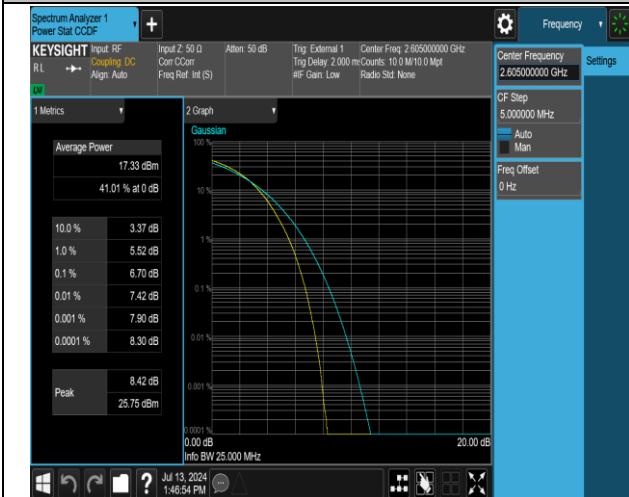 Spectrum Analyzer 1
Power Stat CCDF
+
Frequency
KEYSIGHT
RL
Input: RF
Coupling: DC
Align: Auto
Input Z: 50 Ω
Corr CCorr
Freq Ref: Int (S)
Atten: 50 dB
Trig: External 1
Trig Delay: 2.000 ms
#IF Gain: Low
Center Freq: 2.605000000 GHz
Counts: 10.0 M/10.0 Mpt
Radio Std: None
Center Frequency
2.605000000 GHz
Settings
CF Step
5.000000 MHz
Auto
Man
Freq Offset
0 Hz
1 Metrics
Average Power
17.33 dBm
41.01 % at 0 dB
10.0 % 3.37 dB
1.0 % 5.52 dB
0.1 % 6.70 dB
0.01 % 7.42 dB
0.001 % 7.90 dB
0.0001 % 8.30 dB
Peak
8.42 dB
25.75 dBm
2 Graph
Gaussian
100 %
10 %
1 %
0.1 %
0.01 %
0.001 %
0.0001 %
0.00 dB
20.00 dB
Info BW 25.000 MHz
?
Jul 13, 2024
1:46:54 PM